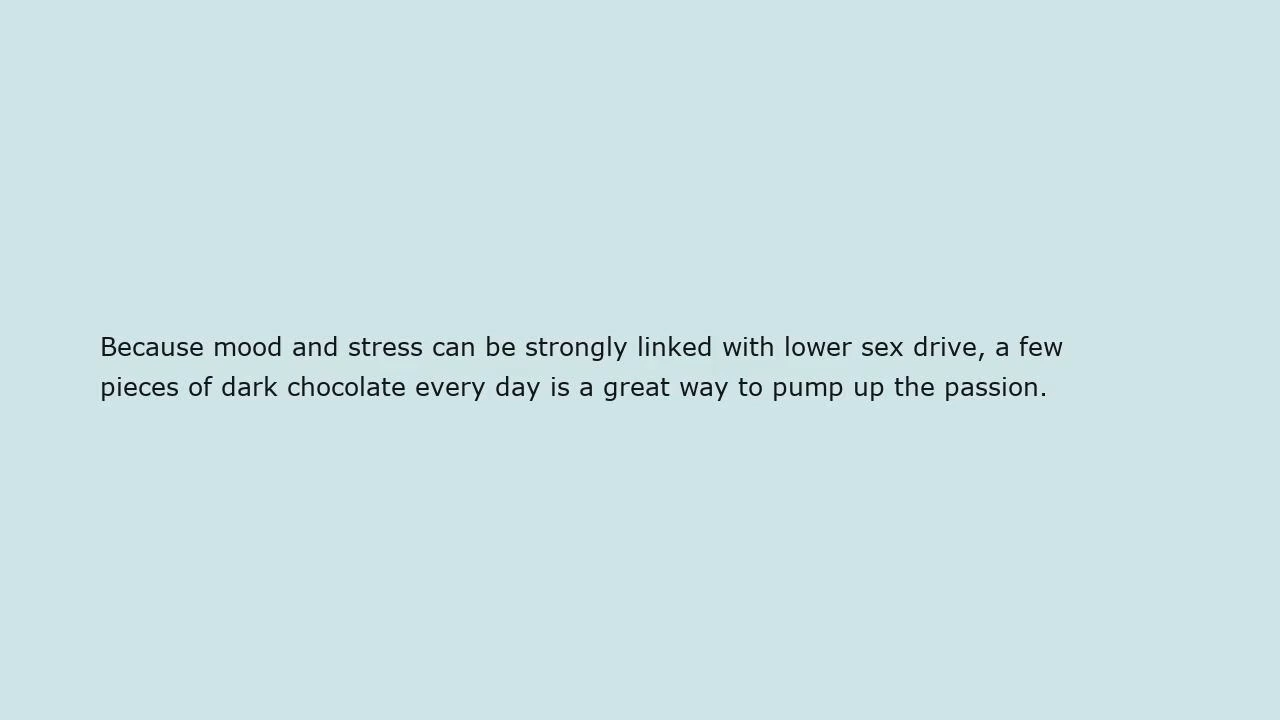 Because mood and stress can be strongly linked with lower sex drive, a few
pieces of dark chocolate every day is a great way to pump up the passion.